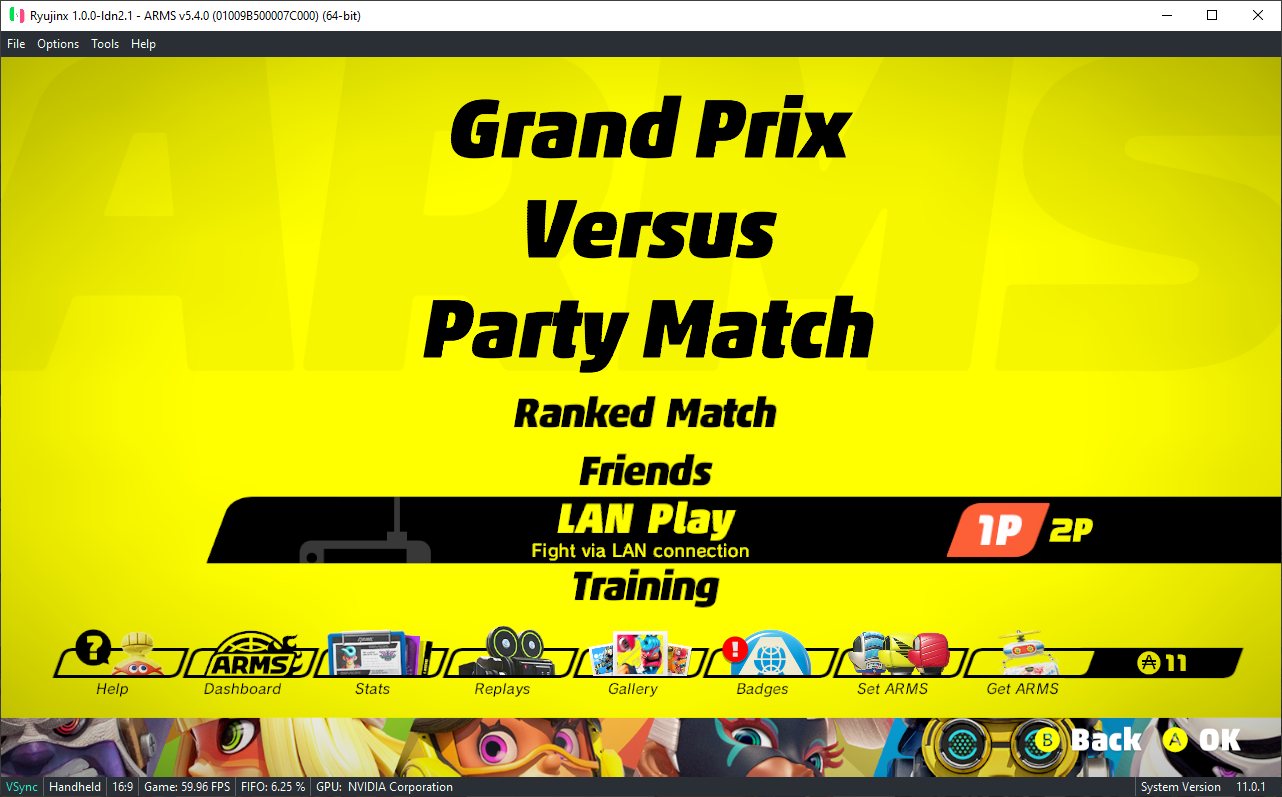 Ryujinx 1.0.0-ldn2.1 - ARMS v5.4.0 (01009B500007C000) (64-bit)
File Options Tools Help
ARMS
Grand Prix
Versus
Party Match
Ranked Match
Friends
LAN Play
Fight via LAN connection
1P 2P
Training
?
ARMS
!
11
Help Dashboard Stats Replays Gallery Badges Set ARMS Get ARMS
B Back A OK
VSync Handheld 16:9 Game: 59.96 FPS FIFO: 6.25 % GPU: NVIDIA Corporation System Version 11.0.1